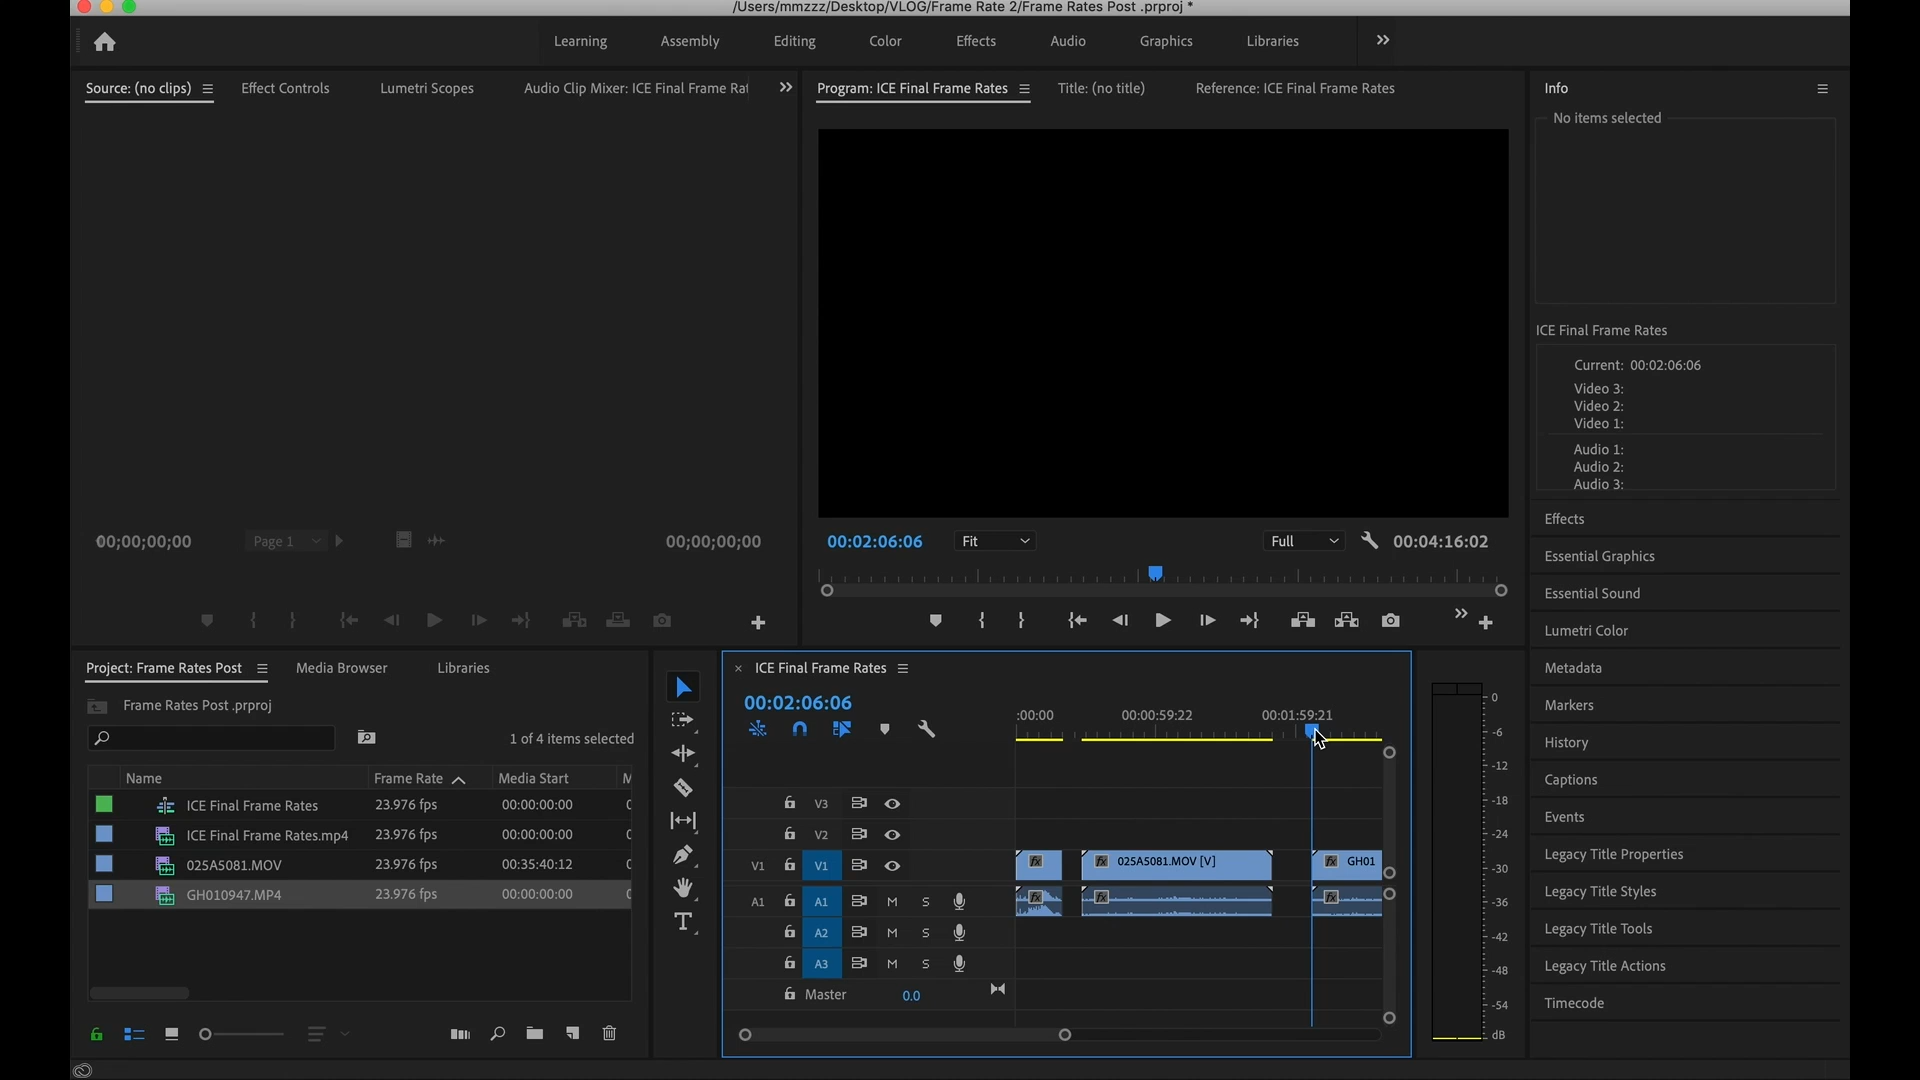 /Users/mmzzz/Desktop/VLOG/Frame Rate 2/Frame Rates Post .prproj *
Learning Assembly Editing Color Effects Audio Graphics Libraries
Source: (no clips) Effect Controls Lumetri Scopes Audio Clip Mixer: ICE Final Frame Rat
Program: ICE Final Frame Rates Title: (no title) Reference: ICE Final Frame Rates
Info
No items selected
ICE Final Frame Rates
Current: 00:02:06:06
Video 3:
Video 2:
Video 1:
Audio 1:
Audio 2:
Audio 3:
00;00;00;00 Page 1 00;00;00;00
00:02:06:06 Fit Full 00:04:16:02
Effects
Essential Graphics
Essential Sound
Lumetri Color
Metadata
Markers
History
Captions
Events
Legacy Title Properties
Legacy Title Styles
Legacy Title Tools
Legacy Title Actions
Timecode
Project: Frame Rates Post Media Browser Libraries
Frame Rates Post .prproj
1 of 4 items selected
Name Frame Rate Media Start M
ICE Final Frame Rates 23.976 fps 00:00:00:00 0
ICE Final Frame Rates.mp4 23.976 fps 00:00:00:00 0
025A5081.MOV 23.976 fps 00:35:40:12 0
GH010947.MP4 23.976 fps 00:00:00:00 0
T
ICE Final Frame Rates
00:02:06:06
:00:00 00:00:59:22 00:01:59:21
V3
V2
V1 V1 fx fx 025A5081.MOV [V] fx GH01
A1 A1 M S fx fx fx
A2 M S
A3 M S
Master 0.0
0
-6
-12
-18
-24
-30
-36
-42
-48
-54
dB